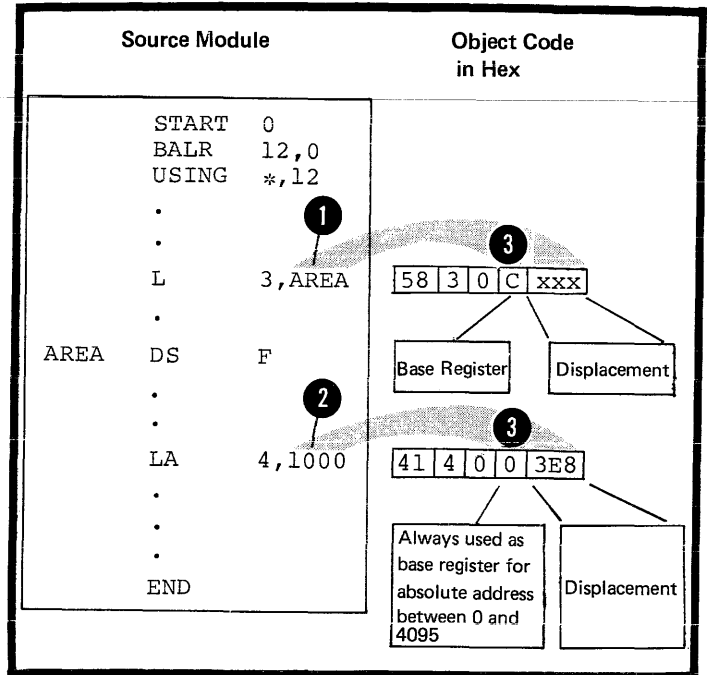 Source Module
Object Code
in Hex
START 0
BALR 12,0
USING *,12
.
1
.
3
L 3,AREA
58 3 0 C xxx
.
AREA DS F
Base Register
Displacement
.
2
.
3
LA 4,1000
41 4 0 0 3E8
.
.
.
END
Always used as
base register for
absolute address
between 0 and
4095
Displacement